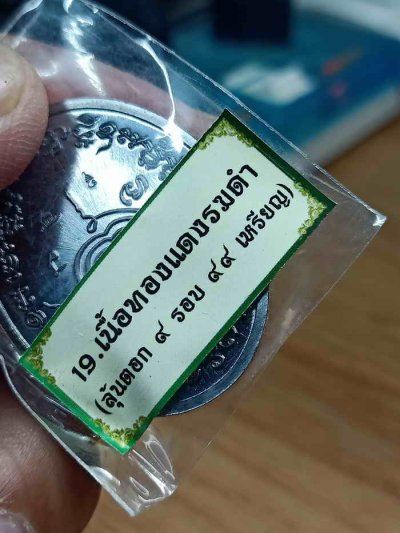 19.เนื้อทองแดงรมดำ
(ลุ้นตอก ๙ รอบ ๙๙ เหรียญ)